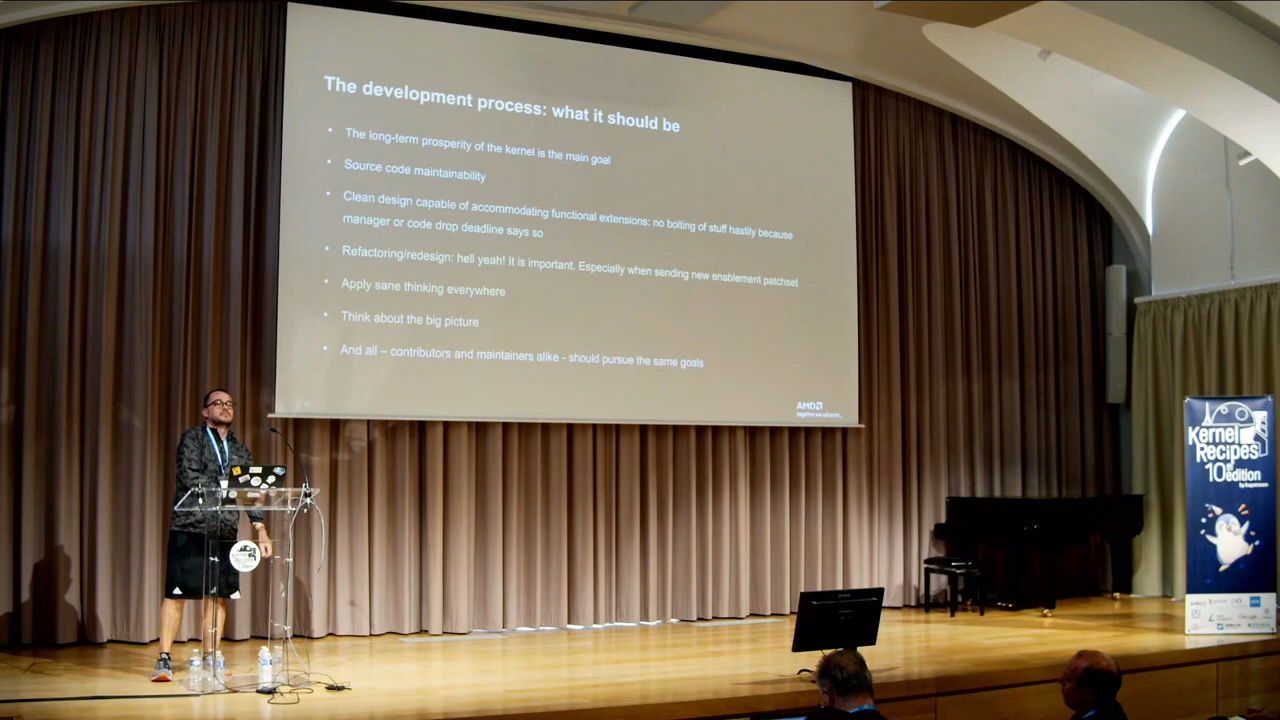 The development process: what it should be
• The long-term prosperity of the kernel is the main goal
• Source code maintainability
• Clean design capable of accommodating functional extensions: no bolting of stuff hastily because
manager or code drop deadline says so
• Refactoring/redesign: hell yeah! It is important. Especially when sending new enablement patchset
• Apply sane thinking everywhere
• Think about the big picture
• And all – contributors and maintainers alike - should pursue the same goals
AMD
together we advance_
Kernel
Recipes
10th edition